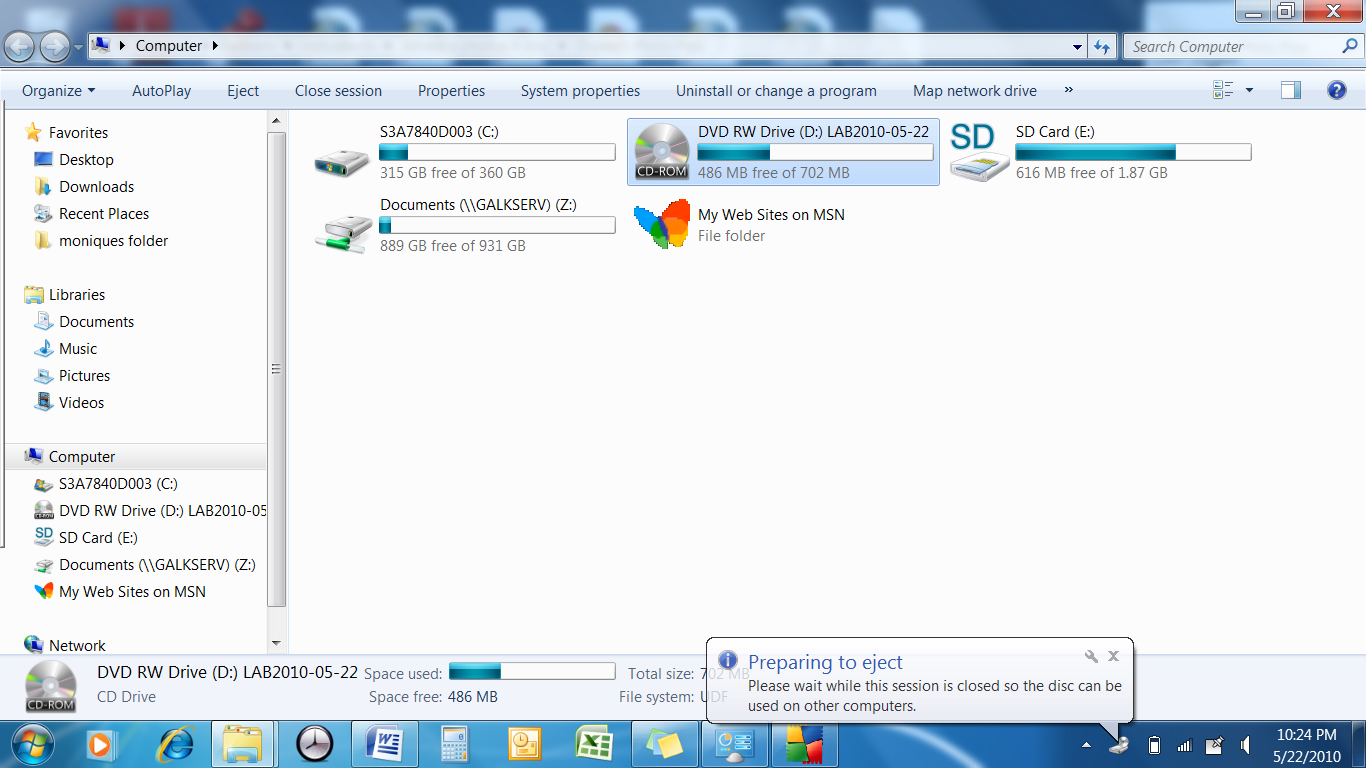 Computer
Search Computer
Organize AutoPlay Eject Close session Properties System properties Uninstall or change a program Map network drive »
Favorites
Desktop
Downloads
Recent Places
moniques folder
Libraries
Documents
Music
Pictures
Videos
Computer
S3A7840D003 (C:)
DVD RW Drive (D:) LAB2010-05
SD Card (E:)
Documents (\\GALKSERV) (Z:)
My Web Sites on MSN
Network
S3A7840D003 (C:)
315 GB free of 360 GB
CD-ROM
DVD RW Drive (D:) LAB2010-05-22
486 MB free of 702 MB
SD
SD Card (E:)
616 MB free of 1.87 GB
Documents (\\GALKSERV) (Z:)
889 GB free of 931 GB
My Web Sites on MSN
File folder
CD-ROM
DVD RW Drive (D:) LAB2010-05-22
CD Drive
Space used:
Space free: 486 MB
Total size: 702 MB
File system: UDF
Preparing to eject
Please wait while this session is closed so the disc can be
used on other computers.
10:24 PM
5/22/2010